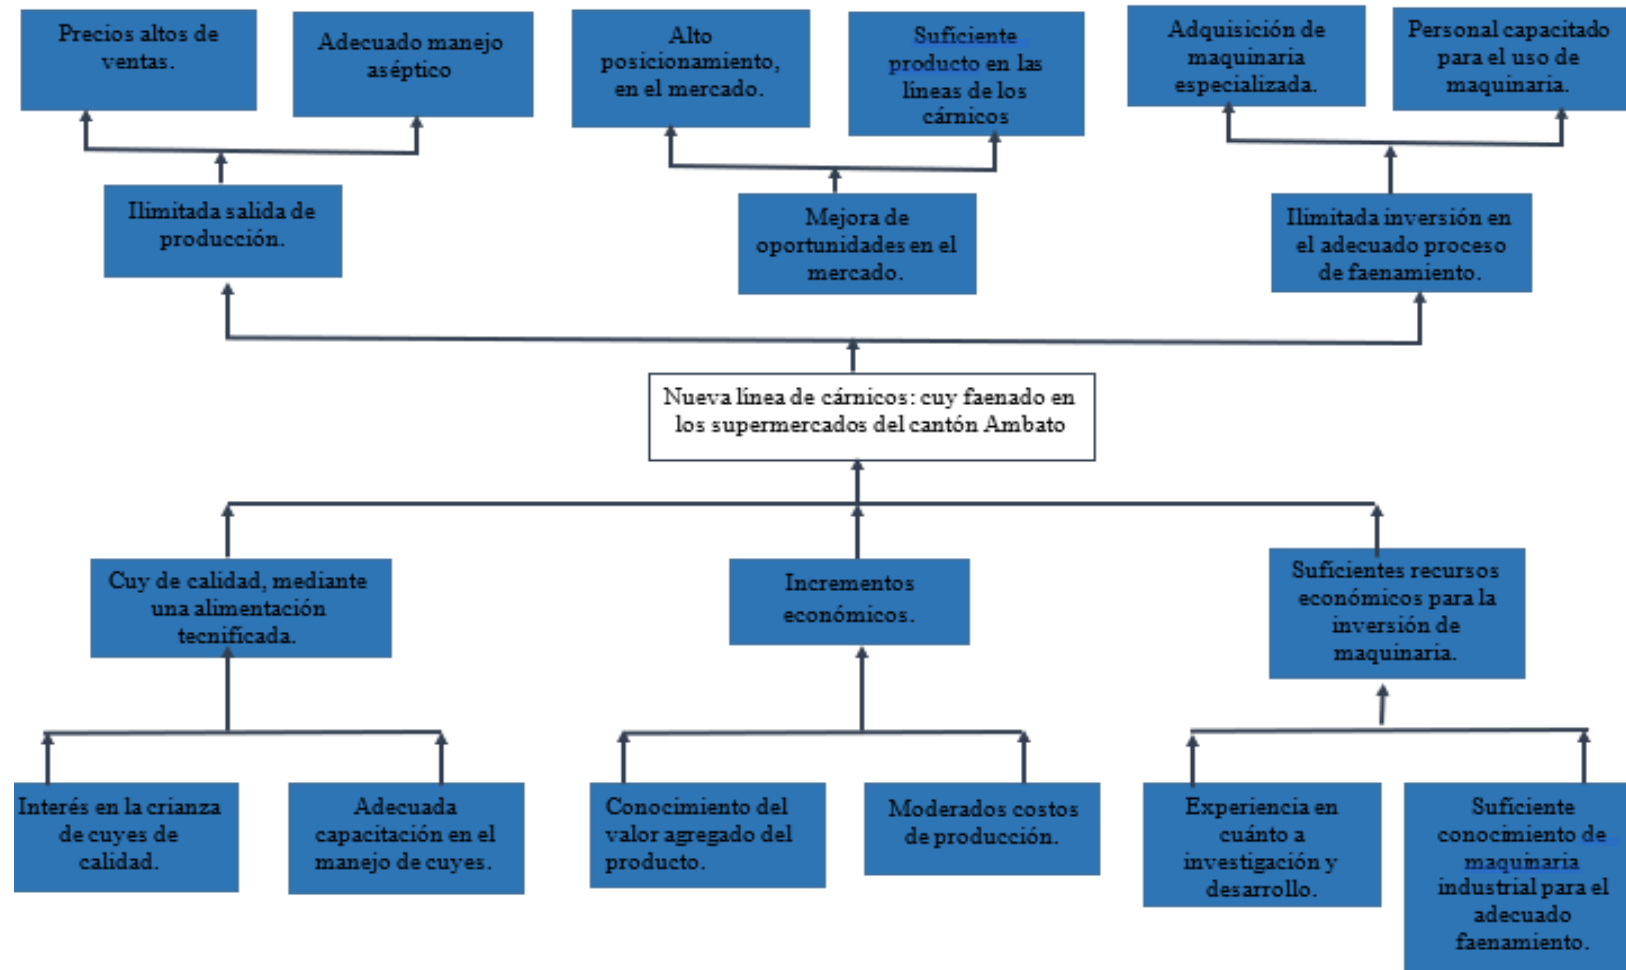 Precios altos de
ventas.
Adecuado manejo
aséptico
Alto
posicionamiento,
en el mercado.
Suficiente
producto en las
líneas de los
cárnicos
Adquisición de
maquinaria
especializada.
Personal capacitado
para el uso de
maquinaria.
Ilimitada salida de
producción.
Mejora de
oportunidades en el
mercado.
Ilimitada inversión en
el adecuado proceso
de faenamiento.
Nueva línea de cárnicos: cuy faenado en
los supermercados del cantón Ambato
Cuy de calidad, mediante
una alimentación
tecnificada.
Incrementos
económicos.
Suficientes recursos
económicos para la
inversión de
maquinaria.
Interés en la crianza
de cuyes de
calidad.
Adecuada
capacitación en el
manejo de cuyes.
Conocimiento del
valor agregado del
producto.
Moderados costos
de producción.
Experiencia en
cuánto a
investigación y
desarrollo.
Suficiente
conocimiento de
maquinaria
industrial para el
adecuado
faenamiento.